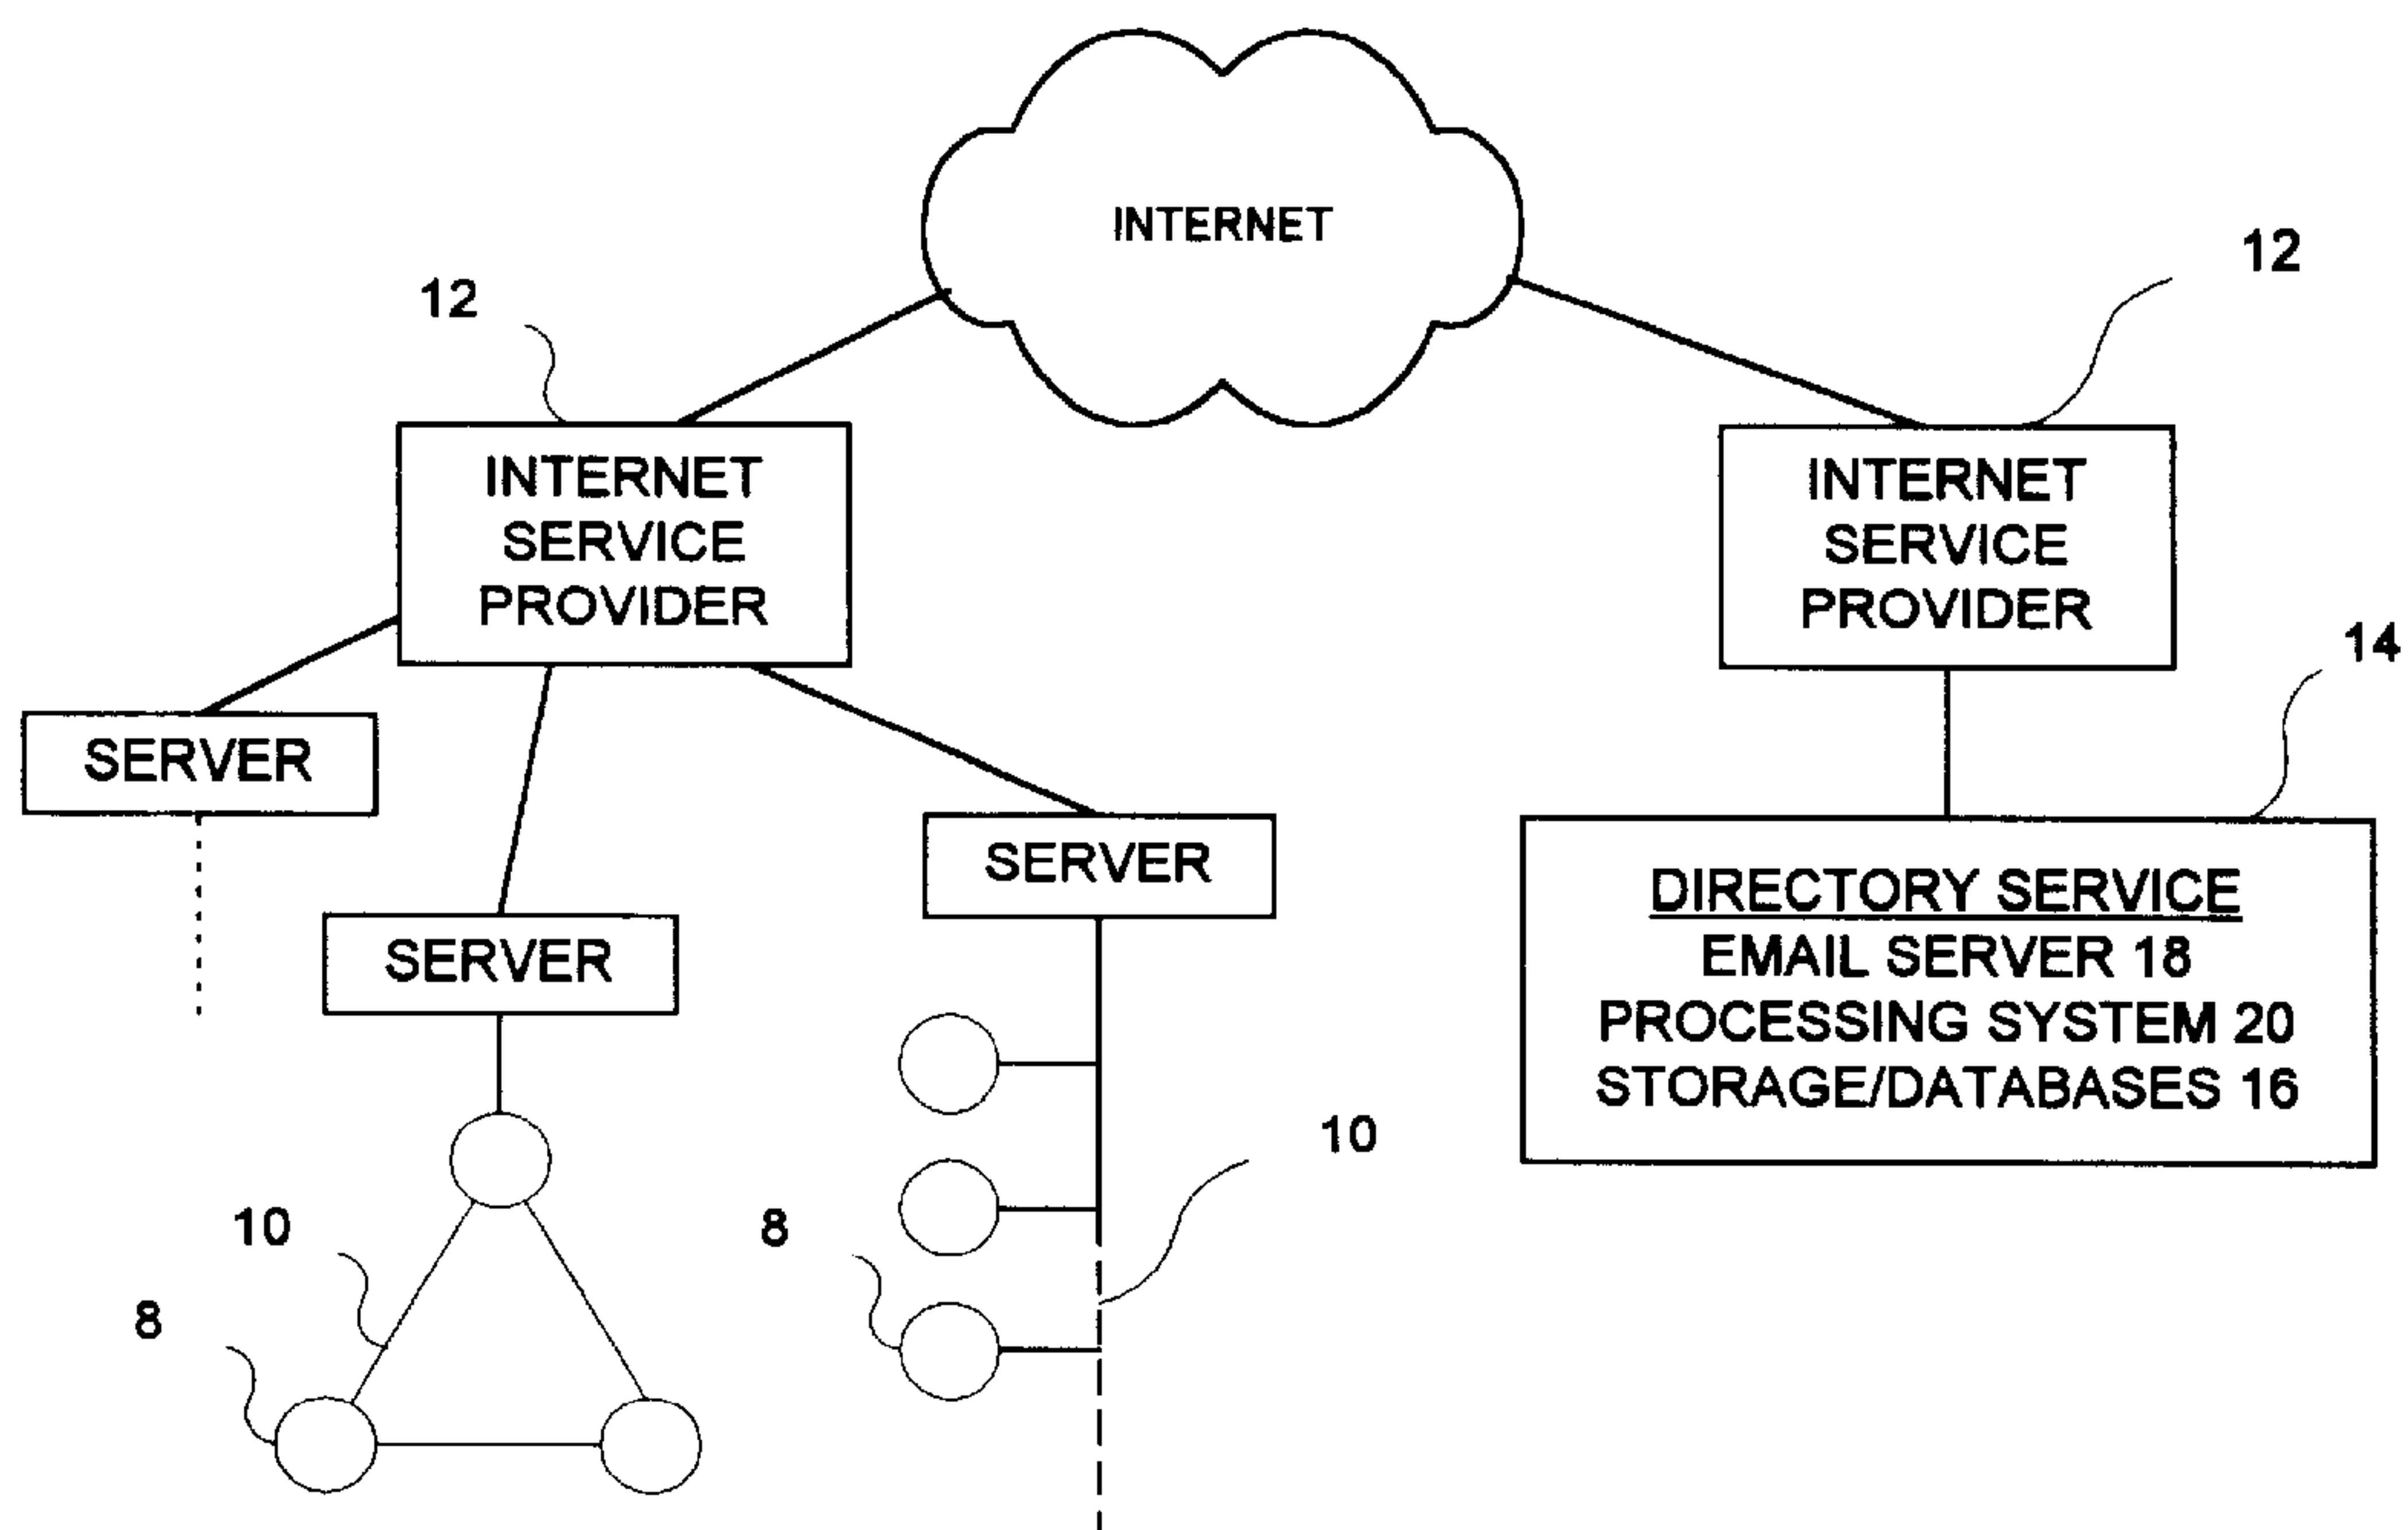 INTERNET
12
12
INTERNET
SERVICE
PROVIDER
INTERNET
SERVICE
PROVIDER
14
SERVER
SERVER
SERVER
DIRECTORY SERVICE
EMAIL SERVER 18
PROCESSING SYSTEM 20
STORAGE/DATABASES 16
10
10
8
8